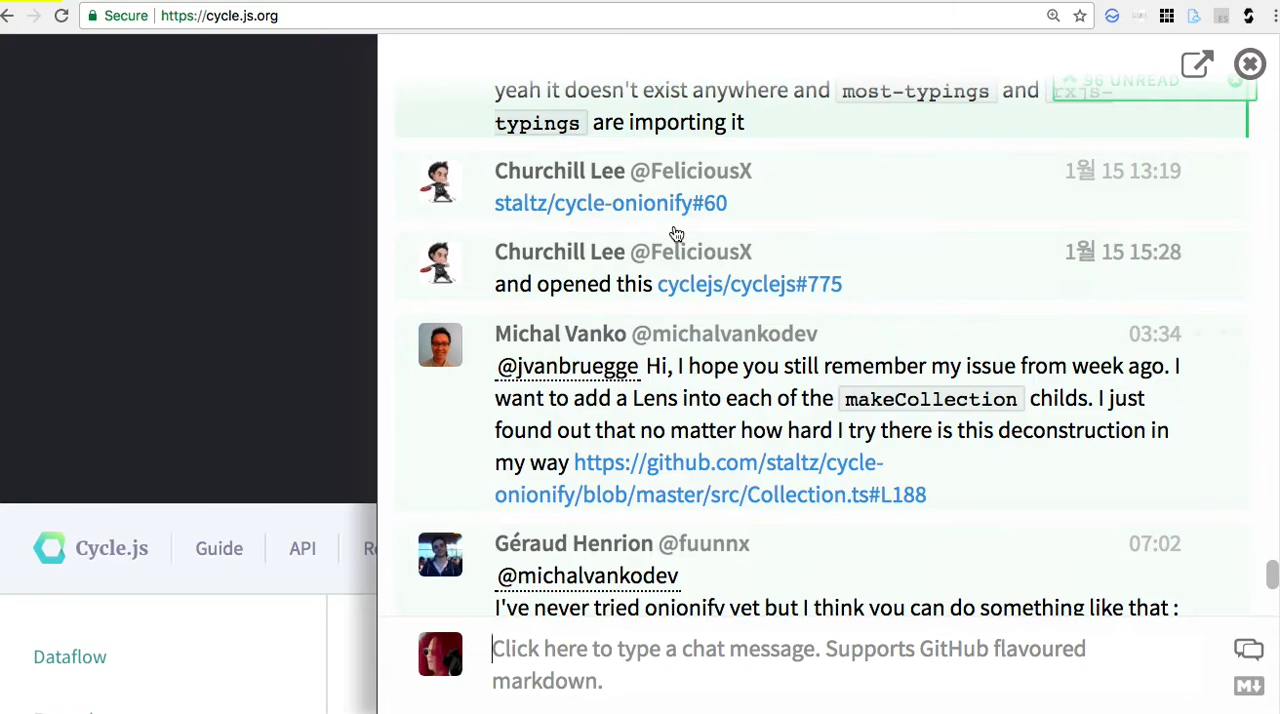 Secure | https://cycle.js.org
96 UNREAD
yeah it doesn't exist anywhere and most-typings and rxjs-
typings are importing it
Churchill Lee @FeliciousX 1월 15 13:19
staltz/cycle-onionify#60
Churchill Lee @FeliciousX 1월 15 15:28
and opened this cyclejs/cyclejs#775
Michal Vanko @michalvankodev 03:34
@jvanbruegge Hi, I hope you still remember my issue from week ago. I
want to add a Lens into each of the makeCollection childs. I just
found out that no matter how hard I try there is this deconstruction in
my way https://github.com/staltz/cycle-
onionify/blob/master/src/Collection.ts#L188
Géraud Henrion @fuunnx 07:02
@michalvankodev
I've never tried onionify yet but I think you can do something like that :
Click here to type a chat message. Supports GitHub flavoured
markdown.
M
Cycle.js Guide API
Dataflow